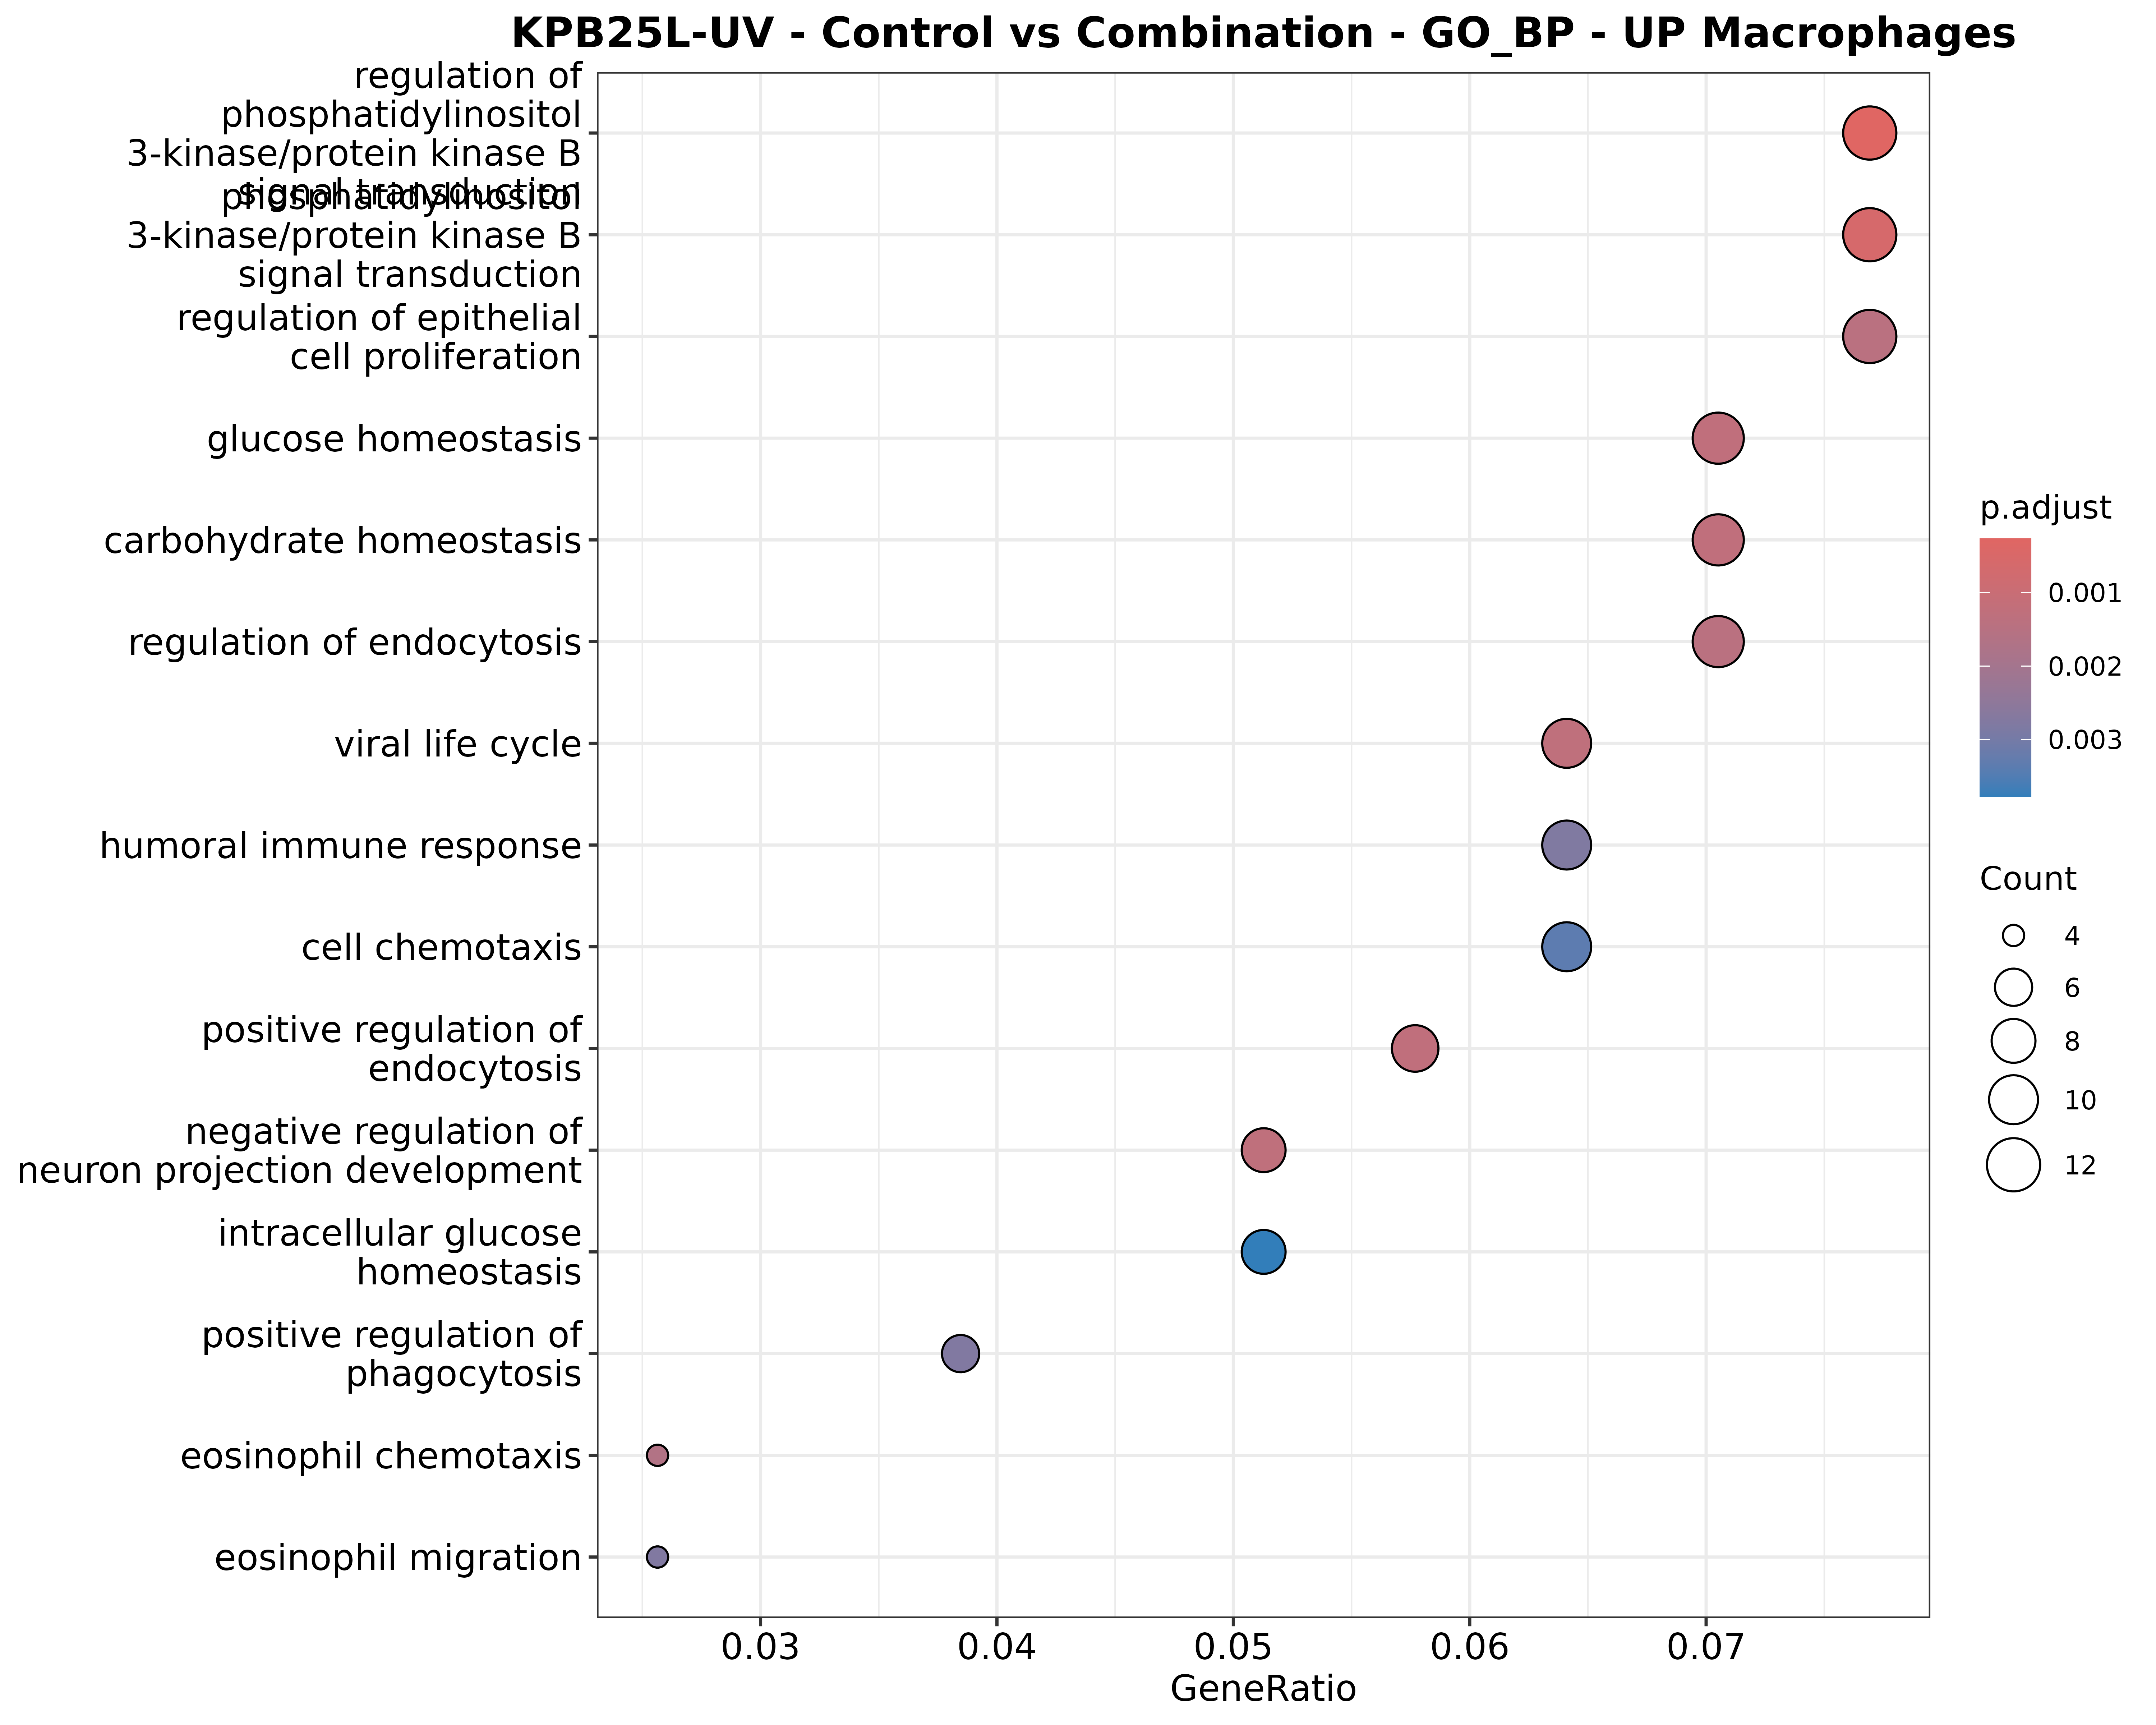 KPB25L-UV - Control vs Combination - GO_BP - UP Macrophages
regulation of
phosphatidylinositol
3-kinase/protein kinase B
signal transduction
phosphatidylinositol
3-kinase/protein kinase B
signal transduction
regulation of epithelial
cell proliferation
glucose homeostasis
carbohydrate homeostasis
regulation of endocytosis
viral life cycle
humoral immune response
cell chemotaxis
positive regulation of
endocytosis
negative regulation of
neuron projection development
intracellular glucose
homeostasis
positive regulation of
phagocytosis
eosinophil chemotaxis
eosinophil migration
0.03
0.04
0.05
0.06
0.07
GeneRatio
p.adjust
0.001
0.002
0.003
Count
4
6
8
10
12